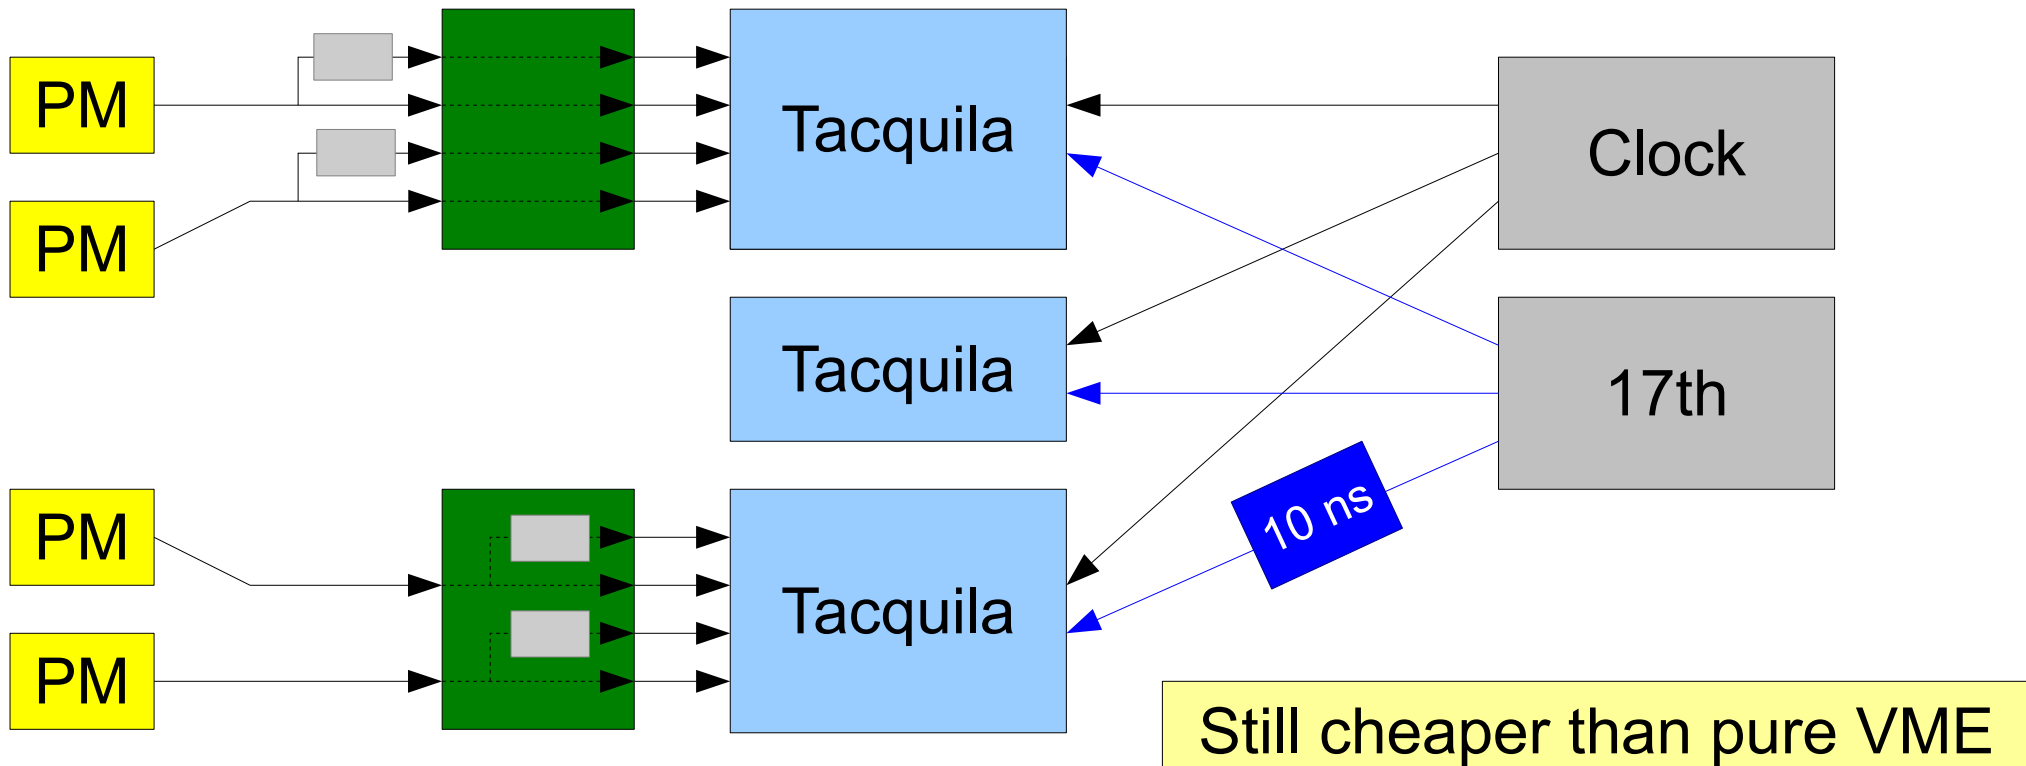 PM
Tacquila
Clock
PM
Tacquila
17th
PM
10 ns
Tacquila
PM
Still cheaper than pure VME